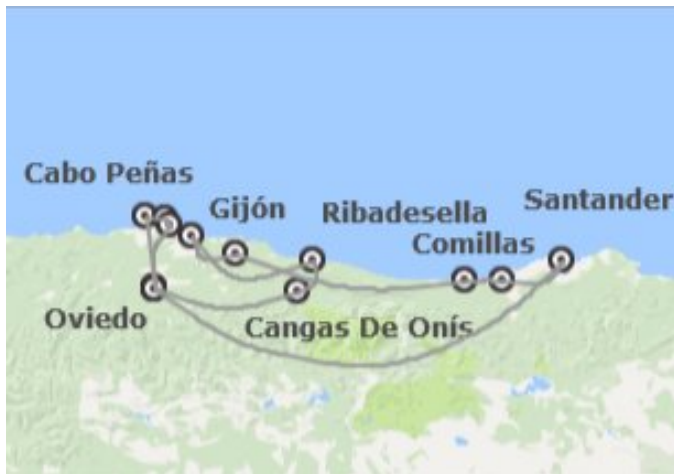 Cabo Peñas
Gijón
Ribadesella
Santander
Comillas
Oviedo
Cangas De Onís